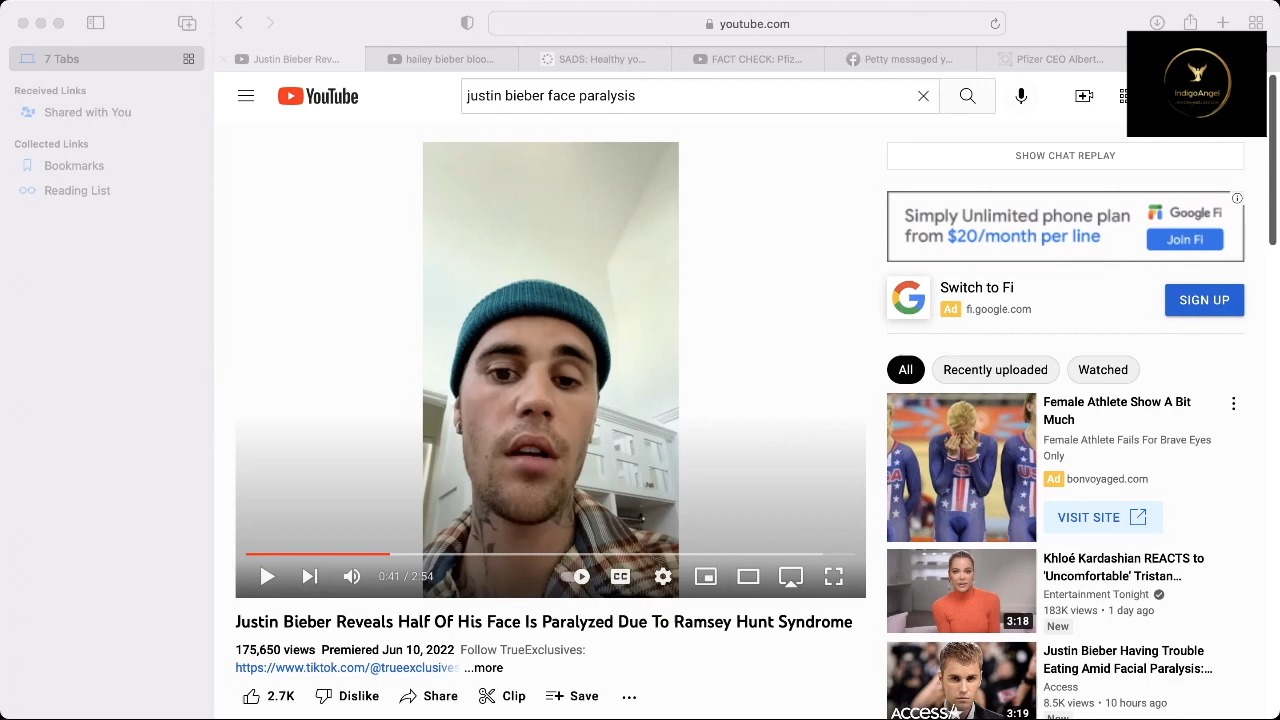 youtube.com
7 Tabs
Justin Bieber Rev...
hailey bieber bloo...
SADS: Healthy yo...
FACT CHECK: Pfiz...
Petty messaged y...
Pfizer CEO Albert...
Received Links
Shared with You
Collected Links
Bookmarks
Reading List
YouTube
justin bieber face paralysis
IndigoAngel
SHOW CHAT REPLAY
Simply Unlimited phone plan
from $20/month per line
Google Fi
Join Fi
Switch to Fi
Ad fi.google.com
SIGN UP
All
Recently uploaded
Watched
Female Athlete Show A Bit
Much
Female Athlete Fails For Brave Eyes
Only
Ad bonvoyaged.com
VISIT SITE
USA
Khloé Kardashian REACTS to
'Uncomfortable' Tristan...
Entertainment Tonight
183K views • 1 day ago
New
3:18
Justin Bieber Having Trouble
Eating Amid Facial Paralysis:...
Access
8.5K views • 10 hours ago
New
ACCESS
3:19
0:41 / 2:54
CC
Justin Bieber Reveals Half Of His Face Is Paralyzed Due To Ramsey Hunt Syndrome
175,650 views Premiered Jun 10, 2022 Follow TrueExclusives:
https://www.tiktok.com/@trueexclusives ...more
2.7K
Dislike
Share
Clip
Save